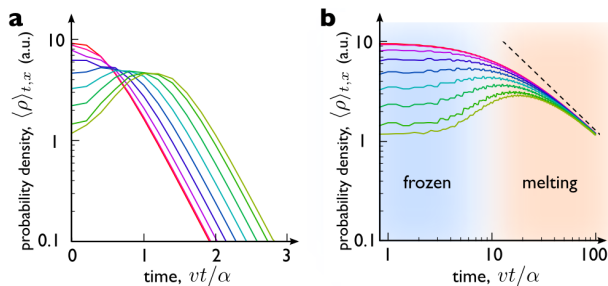 a
probability density, ⟨ρ⟩t,x (a.u.)
10
1
0.1
0
1
2
3
time, vt/α
b
probability density, ⟨ρ⟩t,x (a.u.)
10
1
0.1
frozen
melting
1
10
100
time, vt/α